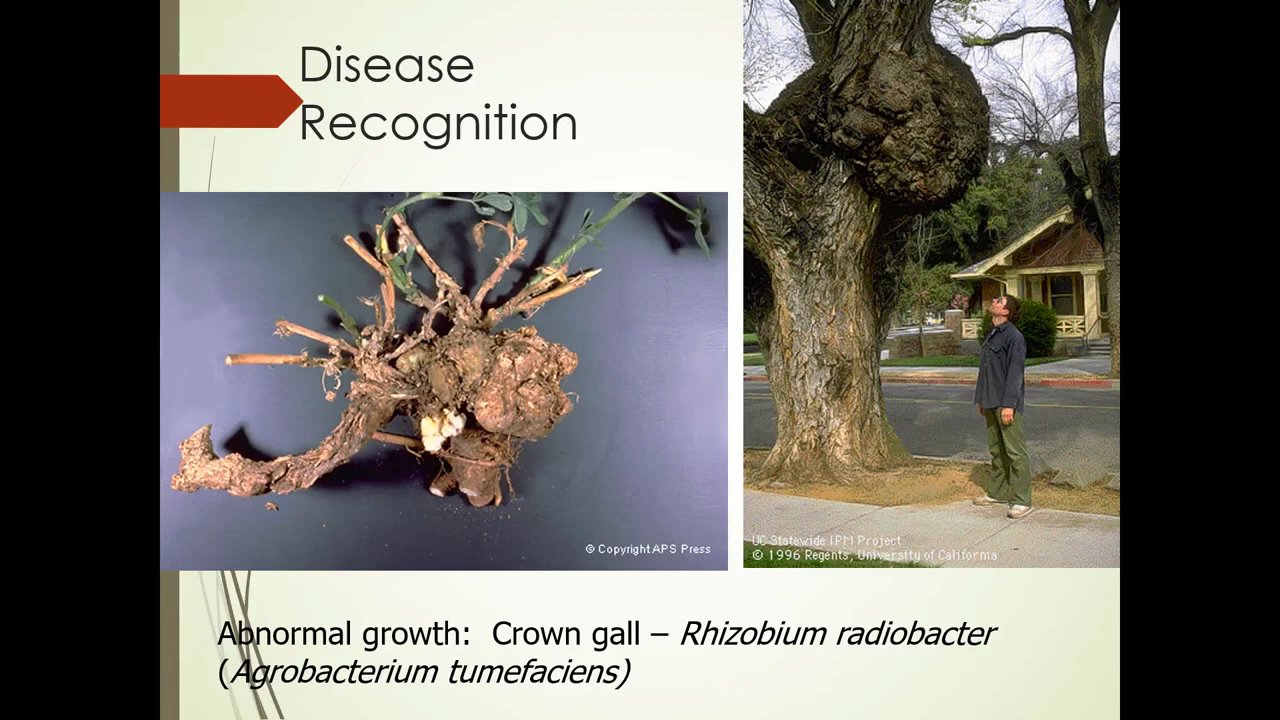 Disease
Recognition
© Copyright APS Press
UC Statewide IPM Project
© 1996 Regents, University of California
Abnormal growth:  Crown gall – Rhizobium radiobacter
(Agrobacterium tumefaciens)